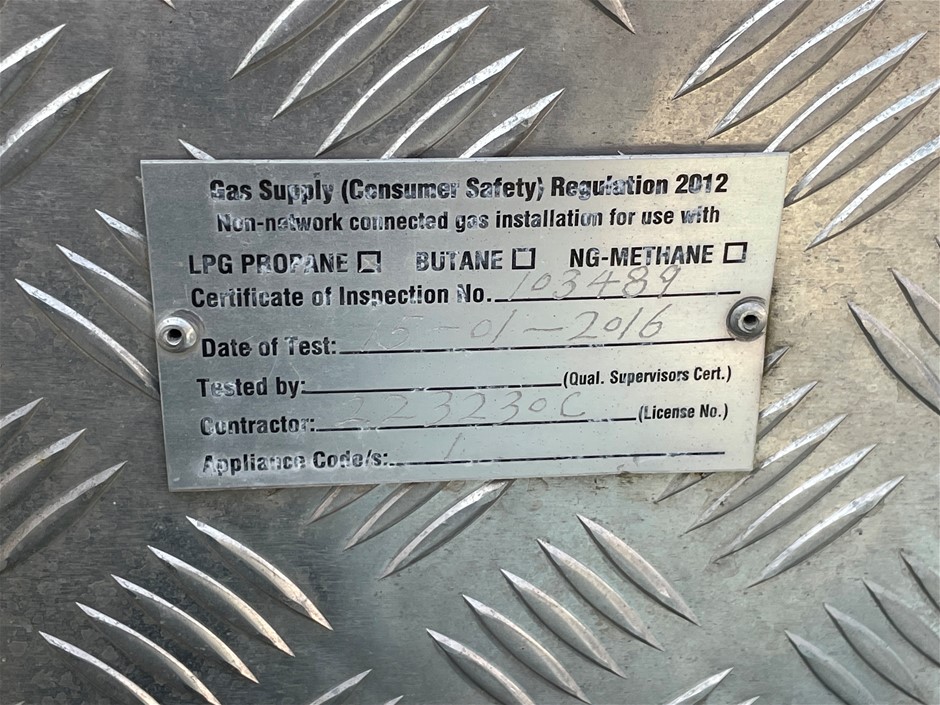 Gas Supply (Consumer Safety) Regulation 2012
Non-network connected gas installation for use with
LPG PROPANE BUTANE NG-METHANE
Certificate of Inspection No. 103489
Date of Test: 15-01-2016
Tested by: (Qual. Supervisors Cert.)
Contractor: 223230C (License No.)
Appliance Code/s: 1